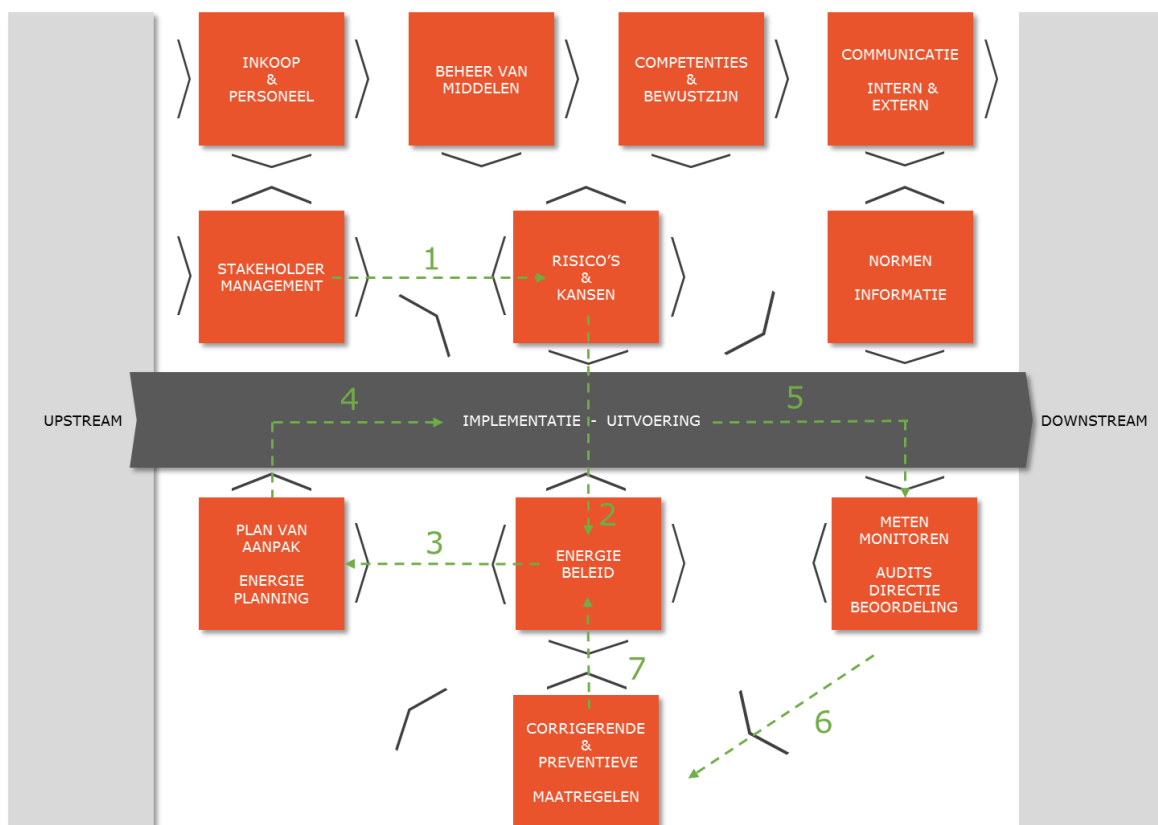 INKOOP
&
PERSONEEL
BEHEER VAN
MIDDELEN
COMPETENTIES
&
BEWUSTZIJN
COMMUNICATIE
INTERN &
EXTERN
STAKEHOLDER
MANAGEMENT
1
RISICO'S
&
KANSEN
NORMEN
INFORMATIE
UPSTREAM
4
IMPLEMENTATIE - UITVOERING
5
DOWNSTREAM
PLAN VAN
AANPAK
ENERGIE
PLANNING
3
2
ENERGIE
BELEID
METEN
MONITOREN
AUDITS
DIRECTIE
BEOORDELING
7
6
CORRIGERENDE
&
PREVENTIEVE
MAATREGELEN